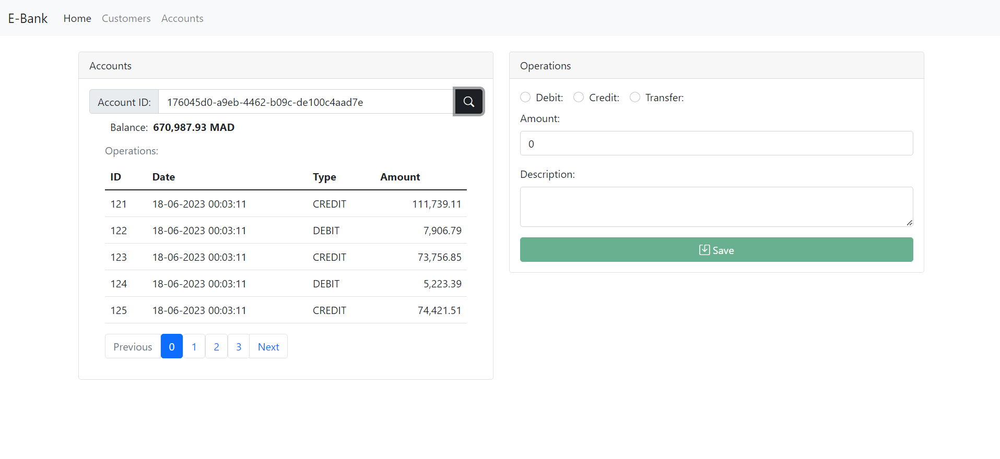 E-Bank Home Customers Accounts
Accounts
Account ID: 176045d0-a9eb-4462-b09c-de100c4aad7e
Balance: 670,987.93 MAD
Operations:
ID Date Type Amount
121 18-06-2023 00:03:11 CREDIT 111,739.11
122 18-06-2023 00:03:11 DEBIT 7,906.79
123 18-06-2023 00:03:11 CREDIT 73,756.85
124 18-06-2023 00:03:11 DEBIT 5,223.39
125 18-06-2023 00:03:11 CREDIT 74,421.51
Previous 0 1 2 3 Next
Operations
Debit: Credit: Transfer:
Amount:
0
Description:
Save